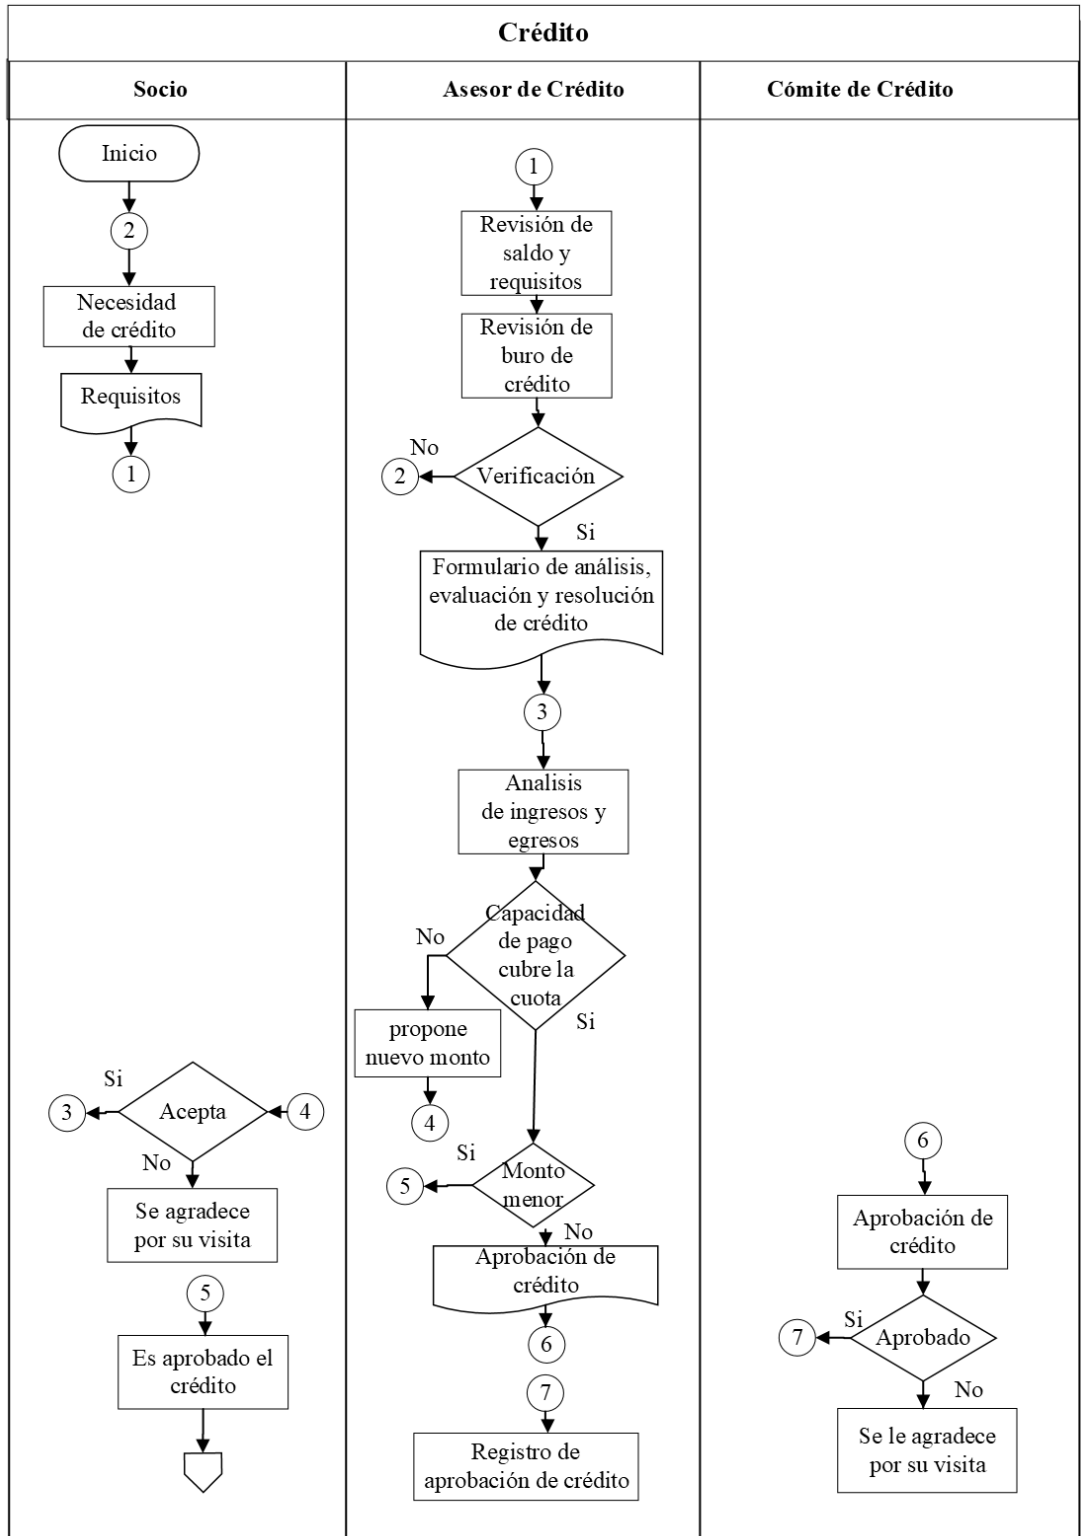 Crédito
Socio
Asesor de Crédito
Cómite de Crédito
Inicio
2
Necesidad
de crédito
Requisitos
1
Si
3
Acepta
4
No
Se agradece
por su visita
5
Es aprobado el
crédito
1
Revisión de
saldo y
requisitos
Revisión de
buro de
crédito
No
2
Verificación
Si
Formulario de análisis,
evaluación y resolución
de crédito
3
Analisis
de ingresos y
egresos
Capacidad
de pago
cubre la
cuota
No
Si
propone
nuevo monto
4
Si
5
Monto
menor
No
Aprobación de
crédito
6
7
Registro de
aprobación de crédito
6
Aprobación de
crédito
Si
7
Aprobado
No
Se le agradece
por su visita